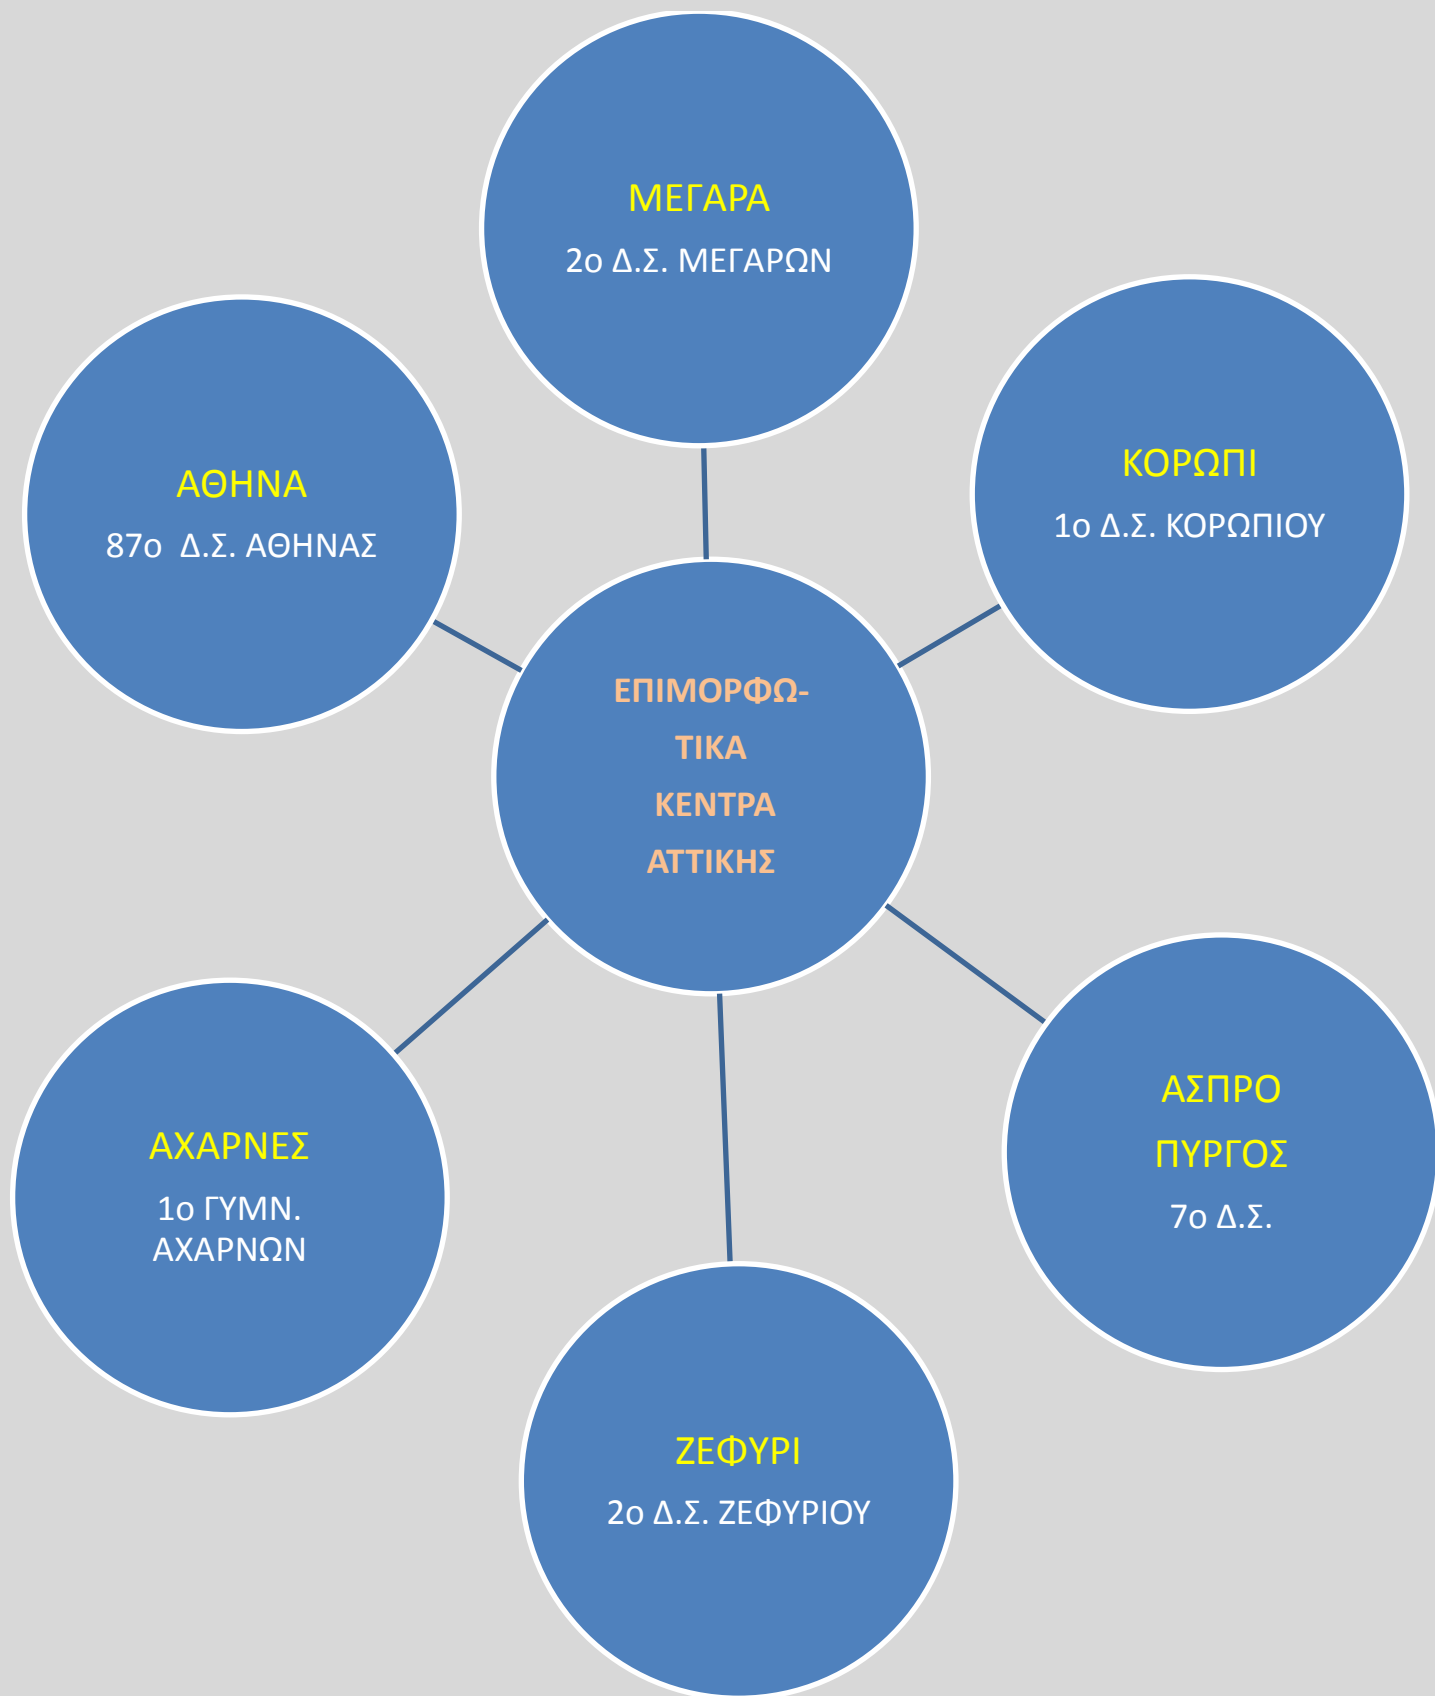 ΜΕΓΑΡΑ
2ο Δ.Σ. ΜΕΓΑΡΩΝ
ΚΟΡΩΠΙ
1ο Δ.Σ. ΚΟΡΩΠΙΟΥ
ΑΘΗΝΑ
87ο Δ.Σ. ΑΘΗΝΑΣ
ΕΠΙΜΟΡΦΩ-
ΤΙΚΑ
ΚΕΝΤΡΑ
ΑΤΤΙΚΗΣ
ΑΣΠΡΟ
ΠΥΡΓΟΣ
7ο Δ.Σ.
ΑΧΑΡΝΕΣ
1ο ΓΥΜΝ.
ΑΧΑΡΝΩΝ
ΖΕΦΥΡΙ
2ο Δ.Σ. ΖΕΦΥΡΙΟΥ